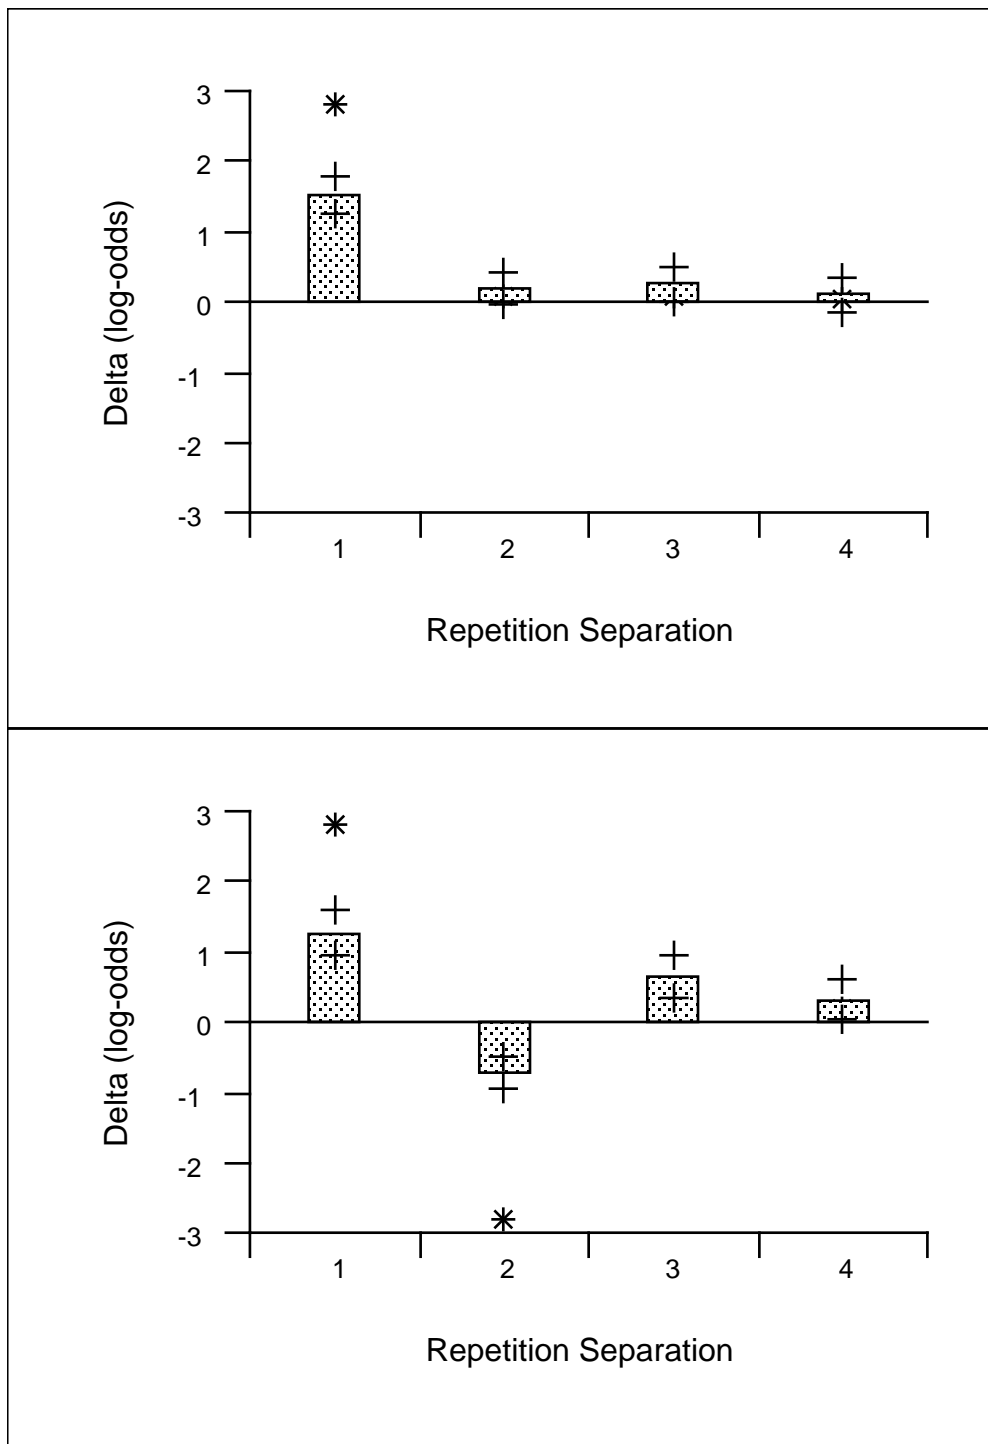 Delta (log-odds)
3
2
1
0
-1
-2
-3
1 2 3 4
Repetition Separation
Delta (log-odds)
3
2
1
0
-1
-2
-3
1 2 3 4
Repetition Separation